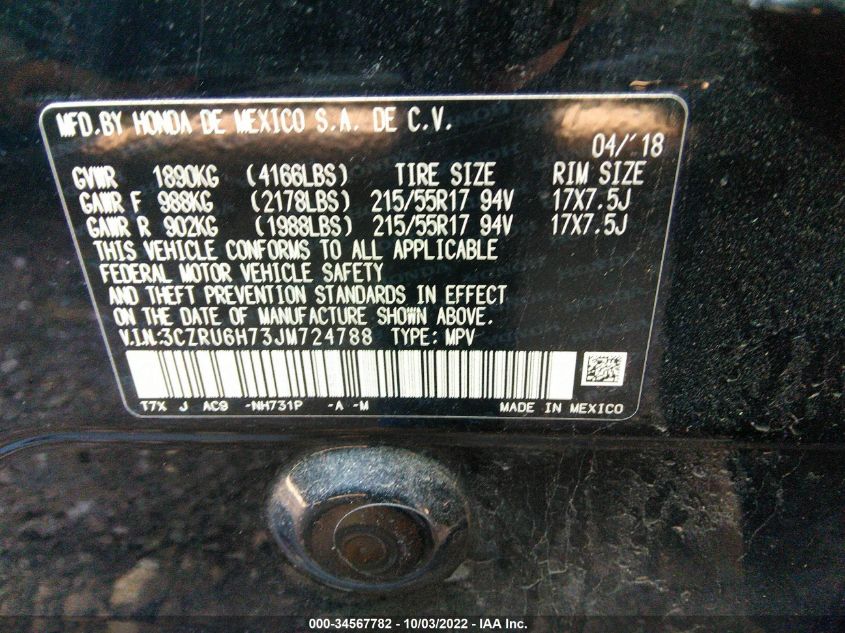 MFD.BY HONDA DE MEXICO S.A. DE C.V.
04/'18
GVWR 1890KG (4166LBS) TIRE SIZE RIM SIZE
GAWR F 988KG (2178LBS) 215/55R17 94V 17X7.5J
GAWR R 902KG (1988LBS) 215/55R17 94V 17X7.5J
THIS VEHICLE CONFORMS TO ALL APPLICABLE
FEDERAL MOTOR VEHICLE SAFETY
AND THEFT PREVENTION STANDARDS IN EFFECT
ON THE DATE OF MANUFACTURE SHOWN ABOVE.
V.I.N:3CZRU6H73JM724788 TYPE: MPV
T7X J AC9 -NH731P -A -M MADE IN MEXICO
000-34567782 - 10/03/2022 - IAA Inc.